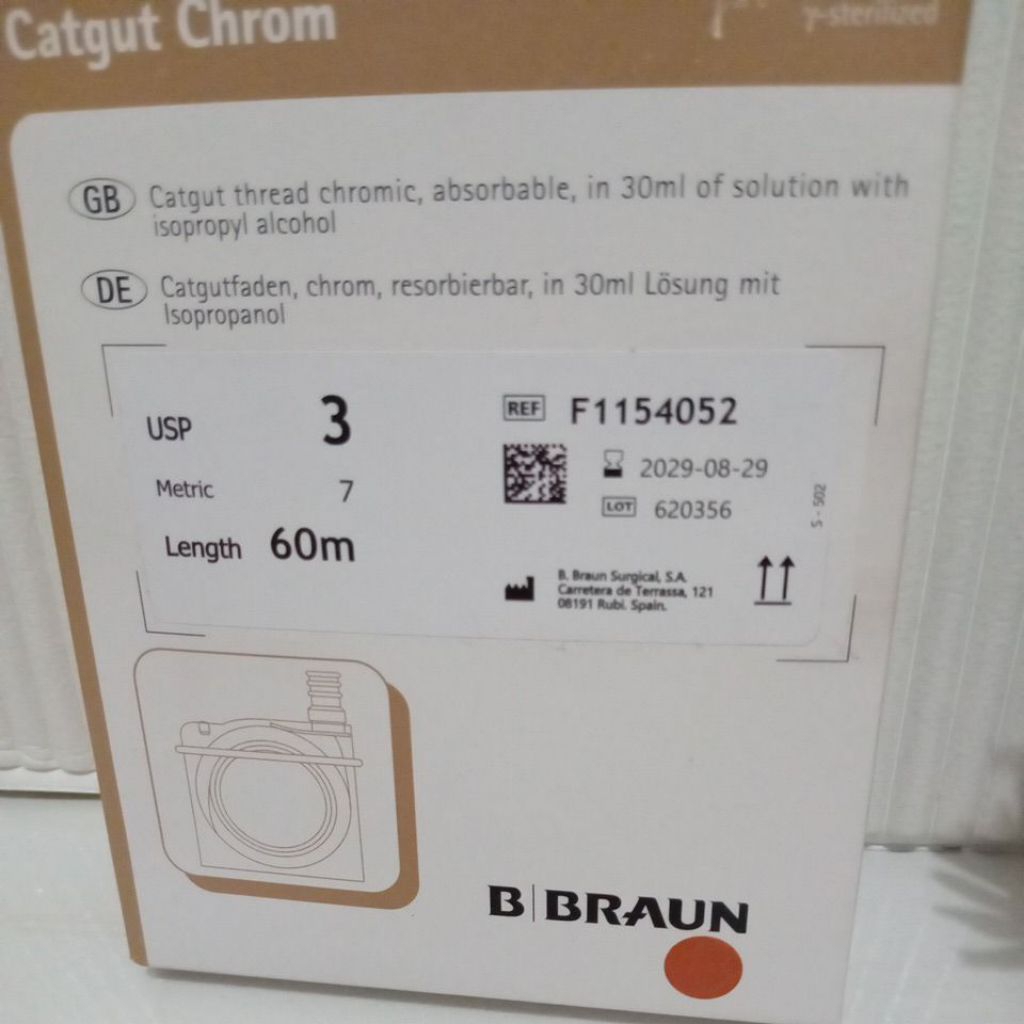 Catgut Chrom
γ-sterilized
GB Catgut thread chromic, absorbable, in 30ml of solution with
isopropyl alcohol
DE Catgutfaden, chrom, resorbierbar, in 30ml Lösung mit
Isopropanol
USP 3
Metric 7
Length 60m
REF F1154052
2029-08-29
LOT 620356
S - 502
B. Braun Surgical, S.A.
Carretera de Terrassa, 121
08191 Rubí. Spain.
B|BRAUN